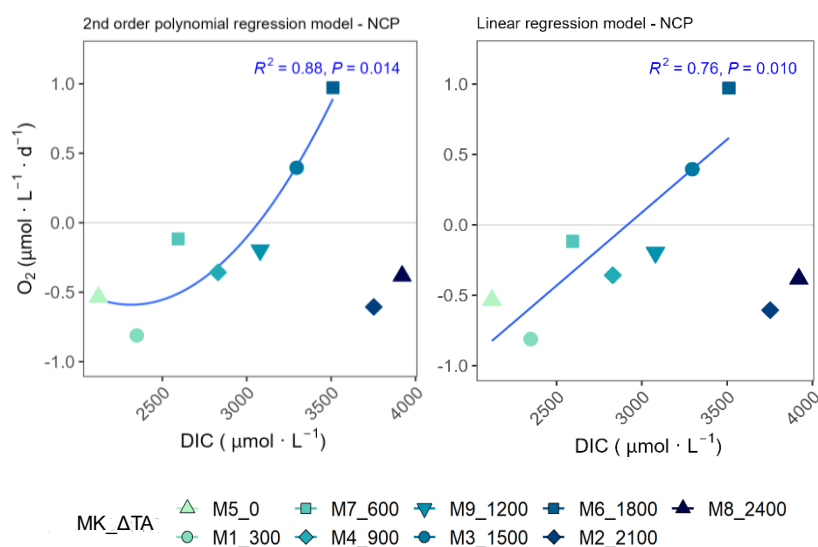 2nd order polynomial regression model - NCP
Linear regression model - NCP
R² = 0.88, P = 0.014
R² = 0.76, P = 0.010
1.0
0.5
0.0
-0.5
-1.0
1.0
0.5
0.0
-0.5
-1.0
O₂ (μmol · L⁻¹ · d⁻¹)
2500
3000
3500
4000
2500
3000
3500
4000
DIC ( μmol · L⁻¹)
DIC ( μmol · L⁻¹)
MK_ΔTA
M5_0
M7_600
M9_1200
M6_1800
M8_2400
M1_300
M4_900
M3_1500
M2_2100